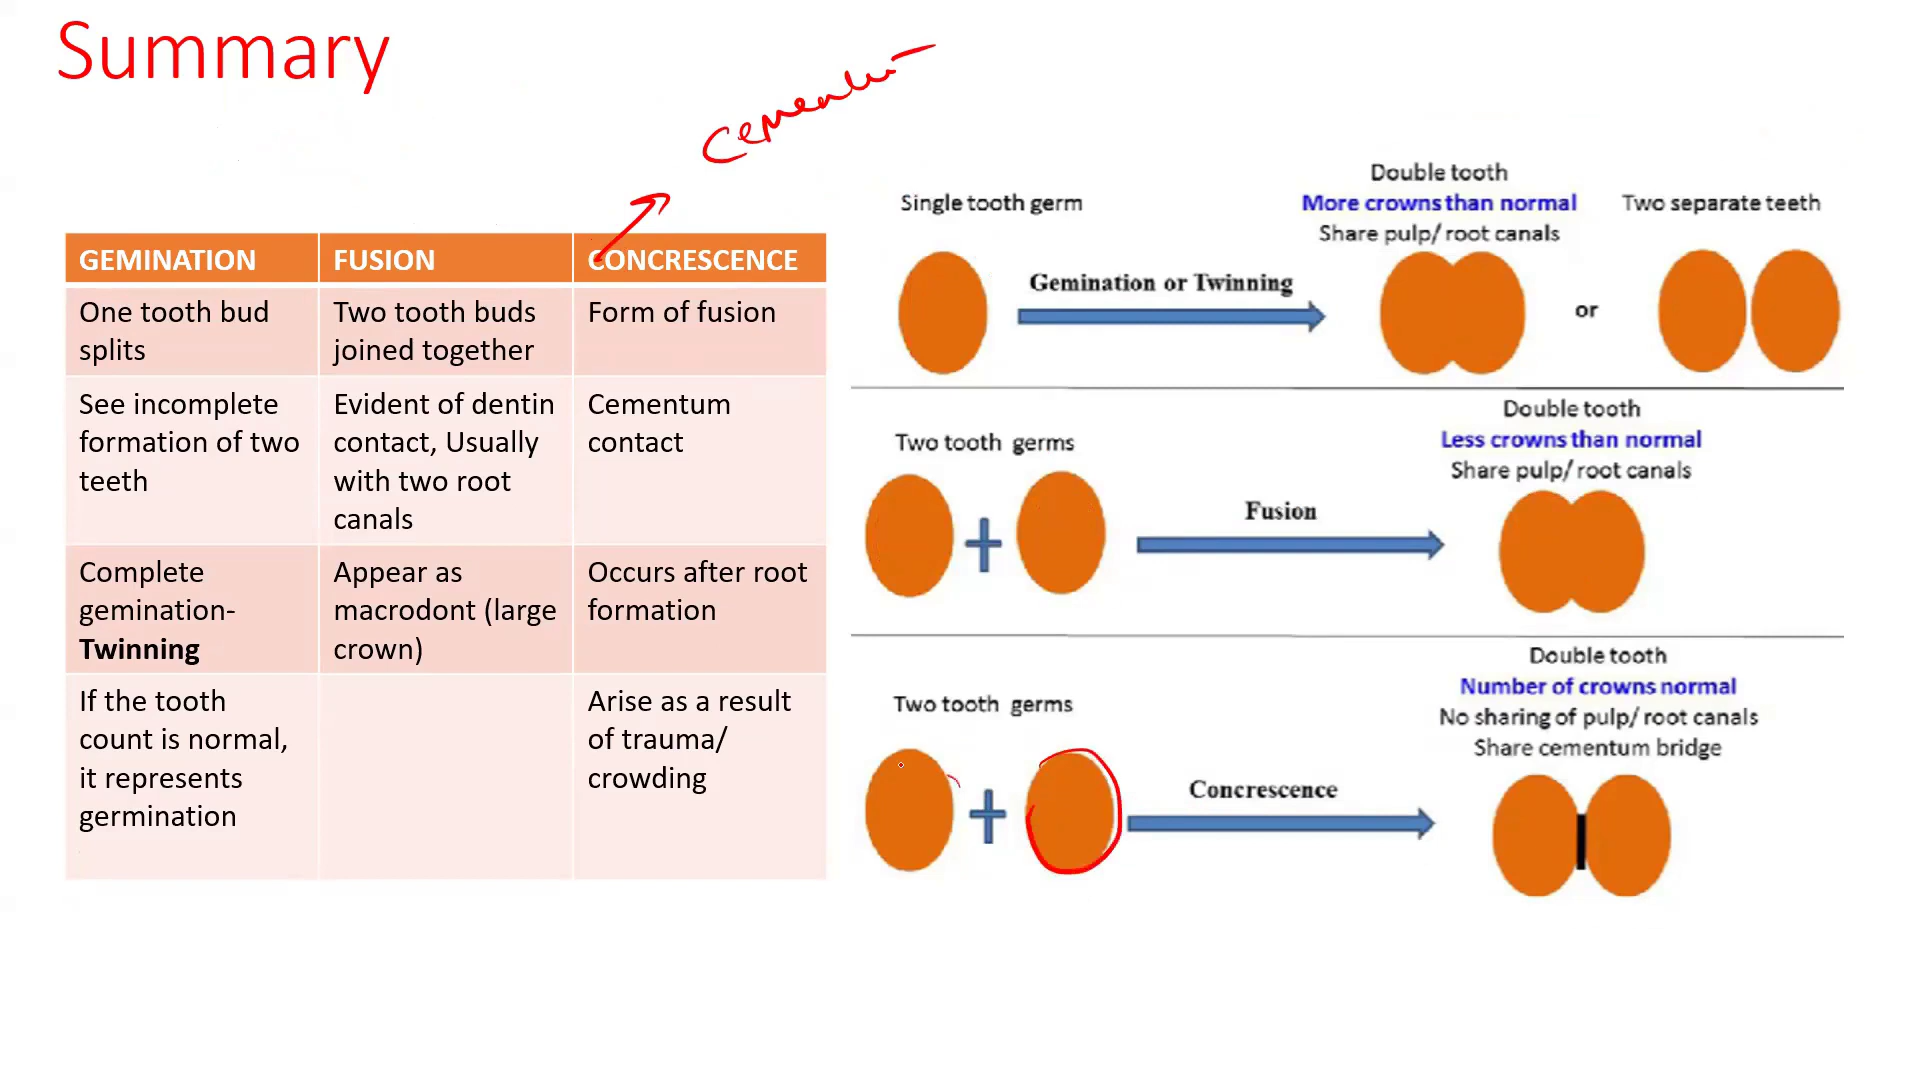 Summary
Cementum
GEMINATION
FUSION
CONCRESCENCE
One tooth bud
splits
Two tooth buds
joined together
Form of fusion
See incomplete
formation of two
teeth
Evident of dentin
contact, Usually
with two root
canals
Cementum
contact
Complete
gemination-
Twinning
Appear as
macrodont (large
crown)
Occurs after root
formation
If the tooth
count is normal,
it represents
germination
Arise as a result
of trauma/
crowding
Single tooth germ
Gemination or Twinning
Double tooth
More crowns than normal
Share pulp/ root canals
or
Two separate teeth
Two tooth germs
+
Fusion
Double tooth
Less crowns than normal
Share pulp/ root canals
Two tooth germs
+
Concrescence
Double tooth
Number of crowns normal
No sharing of pulp/ root canals
Share cementum bridge